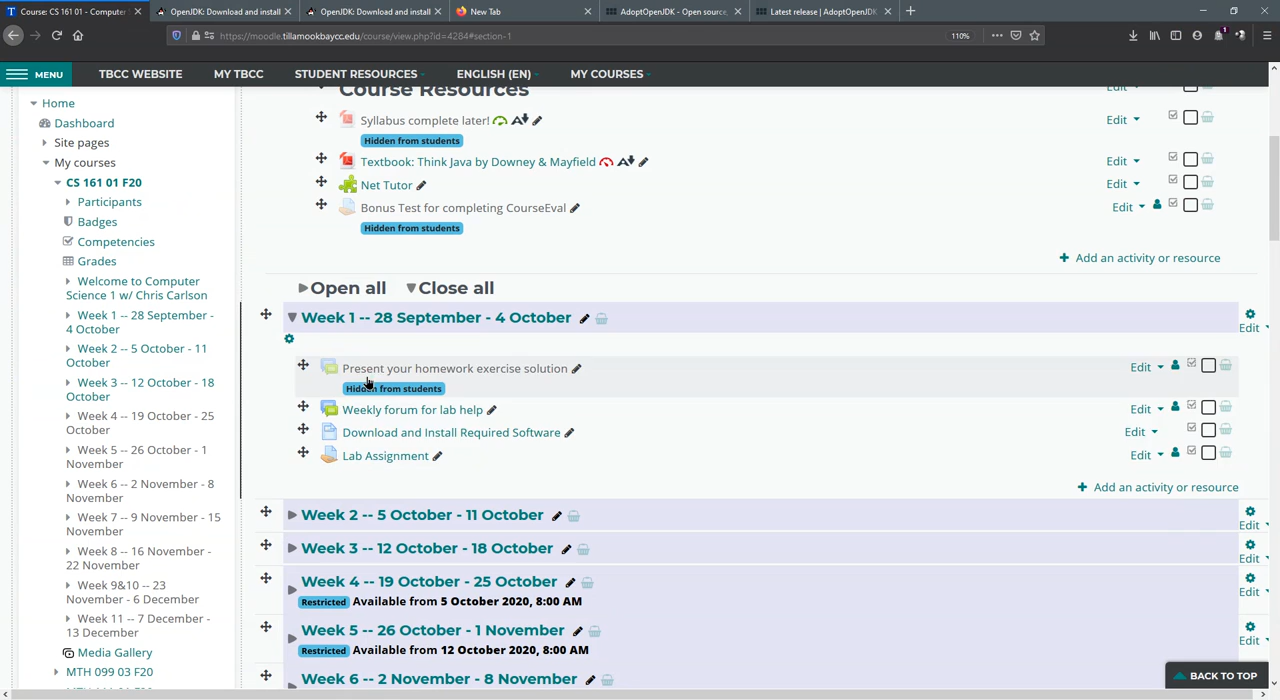 Course: CS 161 01 - Computer
OpenJDK: Download and install
OpenJDK: Download and install
New Tab
AdoptOpenJDK - Open source,
Latest release | AdoptOpenJDK
https://moodle.tillamookbaycc.edu/course/view.php?id=4284#section-1
110%
MENU
TBCC WEBSITE
MY TBCC
STUDENT RESOURCES
ENGLISH (EN)
MY COURSES
Home
Dashboard
Site pages
My courses
CS 161 01 F20
Participants
Badges
Competencies
Grades
Welcome to Computer
Science 1 w/ Chris Carlson
Week 1 -- 28 September -
4 October
Week 2 -- 5 October - 11
October
Week 3 -- 12 October - 18
October
Week 4 -- 19 October - 25
October
Week 5 -- 26 October - 1
November
Week 6 -- 2 November - 8
November
Week 7 -- 9 November - 15
November
Week 8 -- 16 November -
22 November
Week 9&10 -- 23
November - 6 December
Week 11 -- 7 December -
13 December
Media Gallery
MTH 099 03 F20
Course Resources
Edit
Syllabus complete later!
Edit
Hidden from students
Textbook: Think Java by Downey & Mayfield
Edit
Net Tutor
Edit
Bonus Test for completing CourseEval
Edit
Hidden from students
Add an activity or resource
Open all
Close all
Week 1 -- 28 September - 4 October
Edit
Present your homework exercise solution
Edit
Hidden from students
Weekly forum for lab help
Edit
Download and Install Required Software
Edit
Lab Assignment
Edit
Add an activity or resource
Week 2 -- 5 October - 11 October
Edit
Week 3 -- 12 October - 18 October
Edit
Week 4 -- 19 October - 25 October
Edit
Restricted Available from 5 October 2020, 8:00 AM
Week 5 -- 26 October - 1 November
Edit
Restricted Available from 12 October 2020, 8:00 AM
Week 6 -- 2 November - 8 November
BACK TO TOP